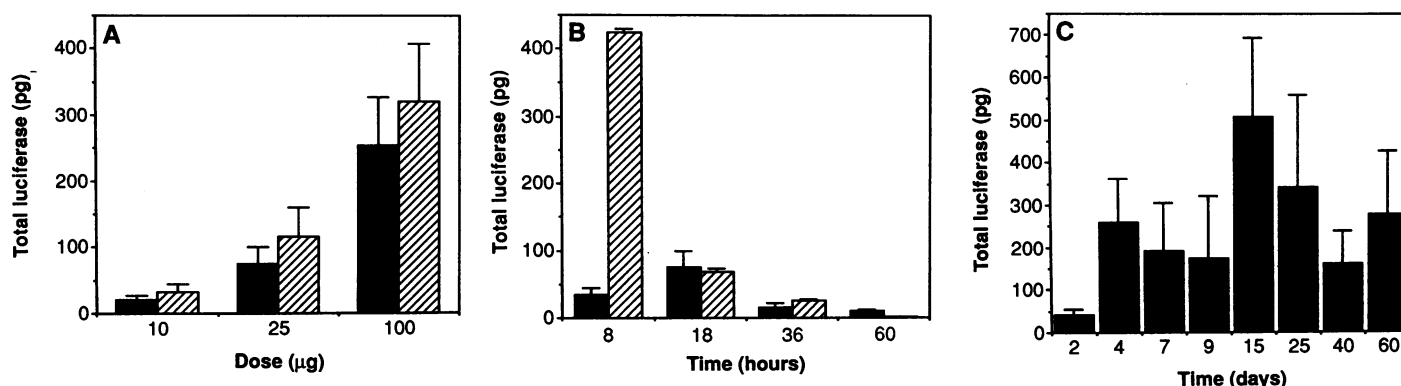 A
Total luciferase (pg)
400
300
200
100
0
10 25 100
Dose (μg)
B
Total luciferase (pg)
400
300
200
100
0
8 18 36 60
Time (hours)
C
Total luciferase (pg)
700
600
500
400
300
200
100
0
2 4 7 9 15 25 40 60
Time (days)